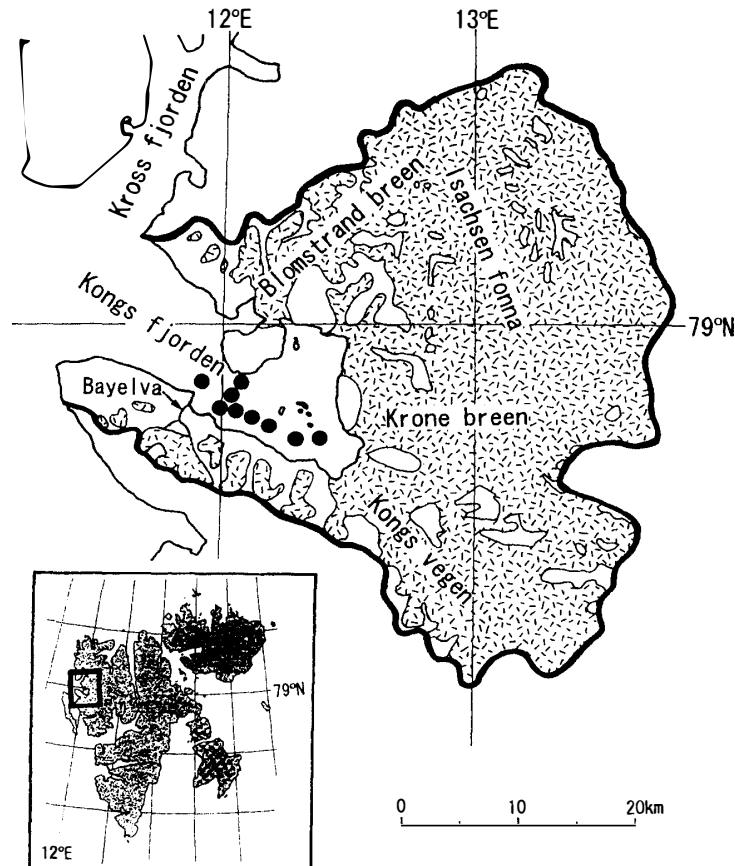 12°E
13°E
Kross fjorden
Blomstrand breen
Isachsen fonna
Kongs fjorden
79°N
Bayelva
Krone breen
Kongs vegen
79°N
12°E
0
10
20km